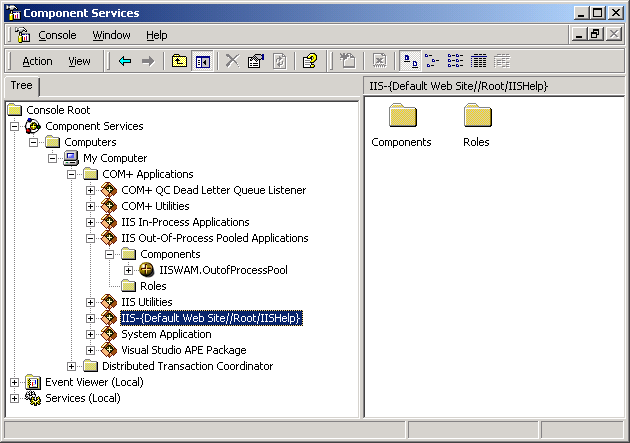 Component Services
Console Window Help
Action View
Tree
IIS-{Default Web Site//Root/IISHelp}
Console Root
Component Services
Computers
My Computer
COM+ Applications
COM+ QC Dead Letter Queue Listener
COM+ Utilities
IIS In-Process Applications
IIS Out-Of-Process Pooled Applications
Components
IISWAM.OutofProcessPool
Roles
IIS Utilities
IIS-{Default Web Site//Root/IISHelp}
System Application
Visual Studio APE Package
Distributed Transaction Coordinator
Event Viewer (Local)
Services (Local)
Components Roles